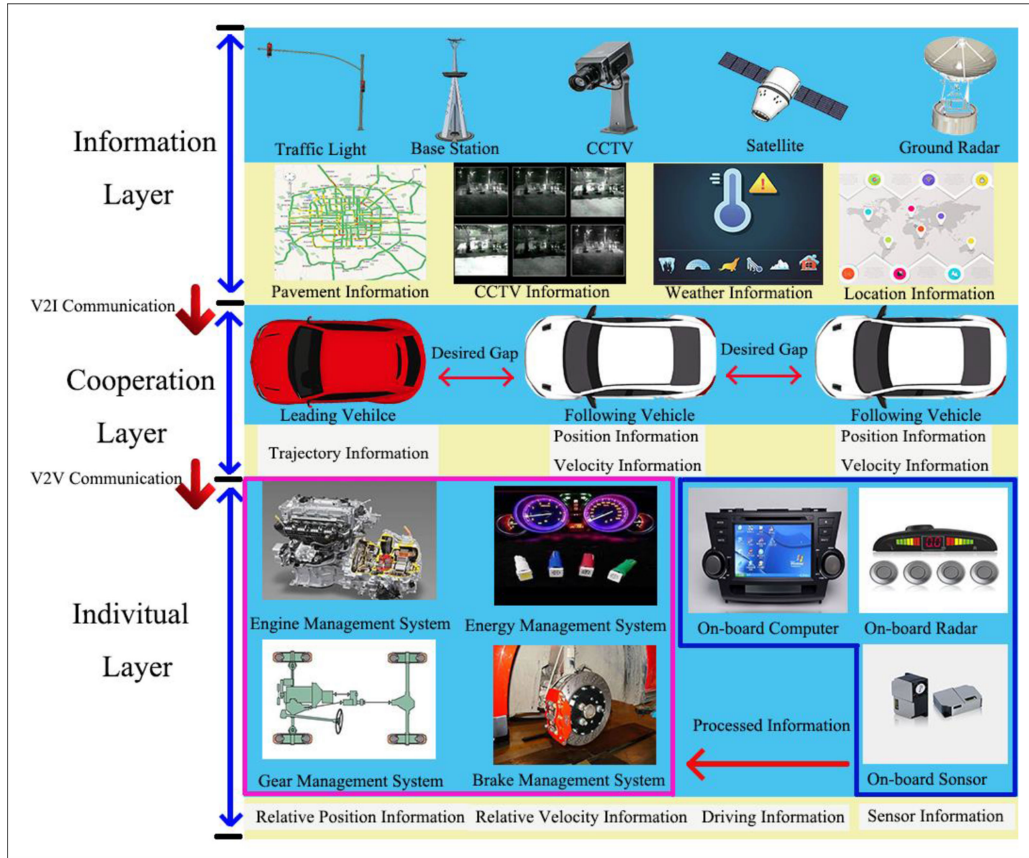 Traffic Light
Base Station
CCTV
Satellite
Ground Radar
Information
Layer
Pavement Information
CCTV Information
Weather Information
Location Information
V2I Communication
Desired Gap
Desired Gap
Cooperation
Layer
Leading Vehilce
Following Vehicle
Following Vehicle
Trajectory Information
Position Information
Velocity Information
Position Information
Velocity Information
V2V Communication
Indivitual
Layer
Engine Management System
Energy Management System
On-board Computer
On-board Radar
Processed Information
Gear Management System
Brake Management System
On-board Sonsor
Relative Position Information
Relative Velocity Information
Driving Information
Sensor Information